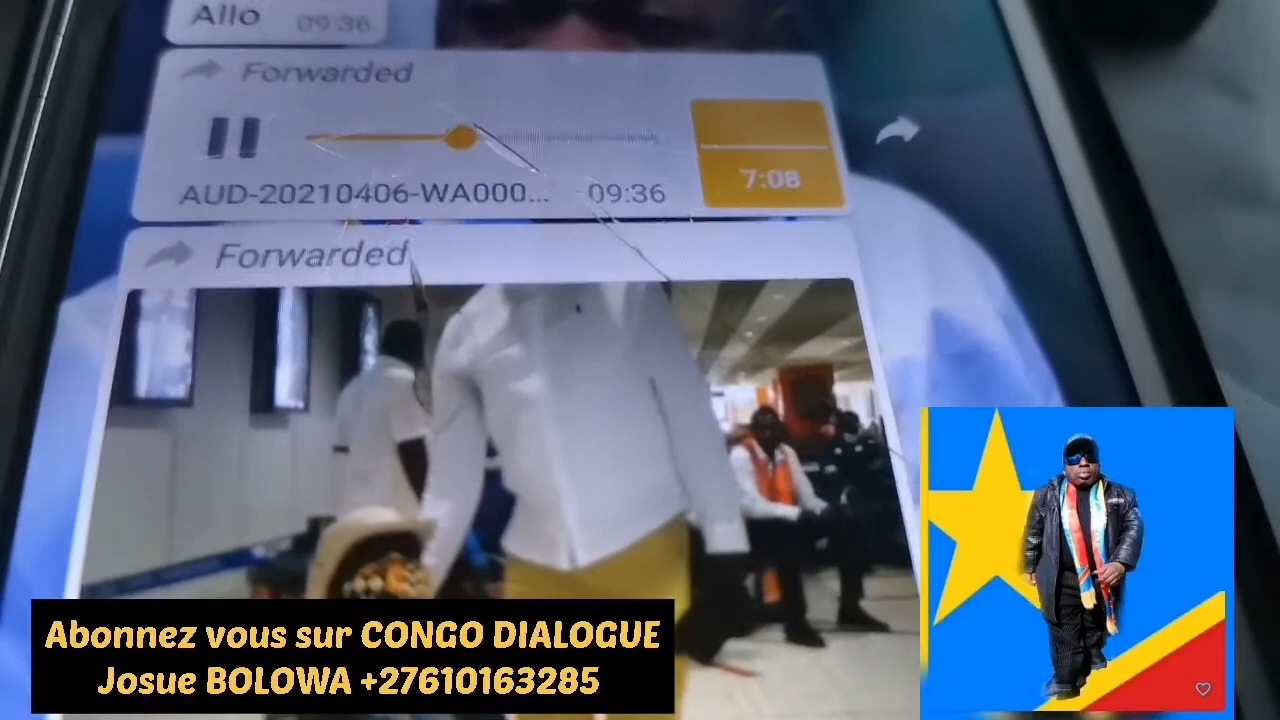 Allo 09:36
Forwarded
AUD-20210406-WA000... 09:36
7:08
Forwarded
Abonnez vous sur CONGO DIALOGUE
Josue BOLOWA +27610163285